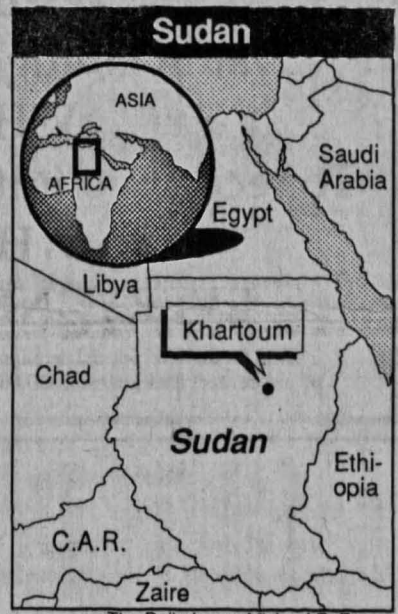 Sudan
ASIA
AFRICA
Saudi
Arabia
Egypt
Libya
Khartoum
Chad
Sudan
Ethi-
opia
C.A.R.
Zaire